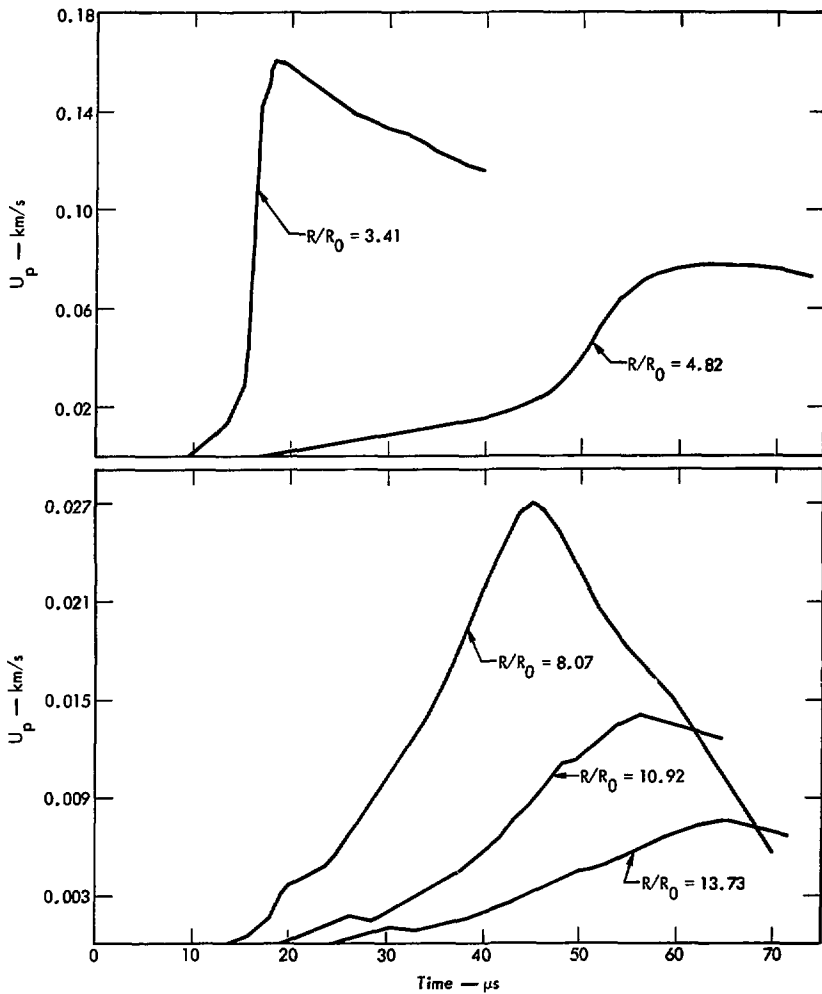 0.18
0.14
0.10
0.06
0.02
U_p — km/s
R/R_0 = 3.41
R/R_0 = 4.82
0.027
0.021
0.015
0.009
0.003
U_p — km/s
R/R_0 = 8.07
R/R_0 = 10.92
R/R_0 = 13.73
0 10 20 30 40 50 60 70
Time — μs